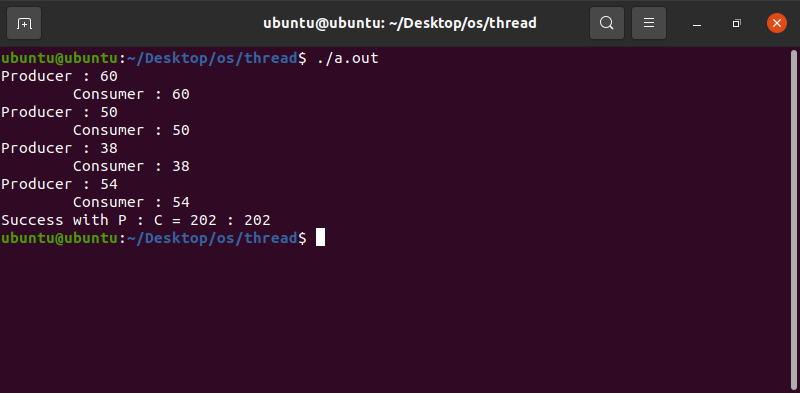 ubuntu@ubuntu: ~/Desktop/os/thread
ubuntu@ubuntu:~/Desktop/os/thread$ ./a.out
Producer : 60
        Consumer : 60
Producer : 50
        Consumer : 50
Producer : 38
        Consumer : 38
Producer : 54
        Consumer : 54
Success with P : C = 202 : 202
ubuntu@ubuntu:~/Desktop/os/thread$